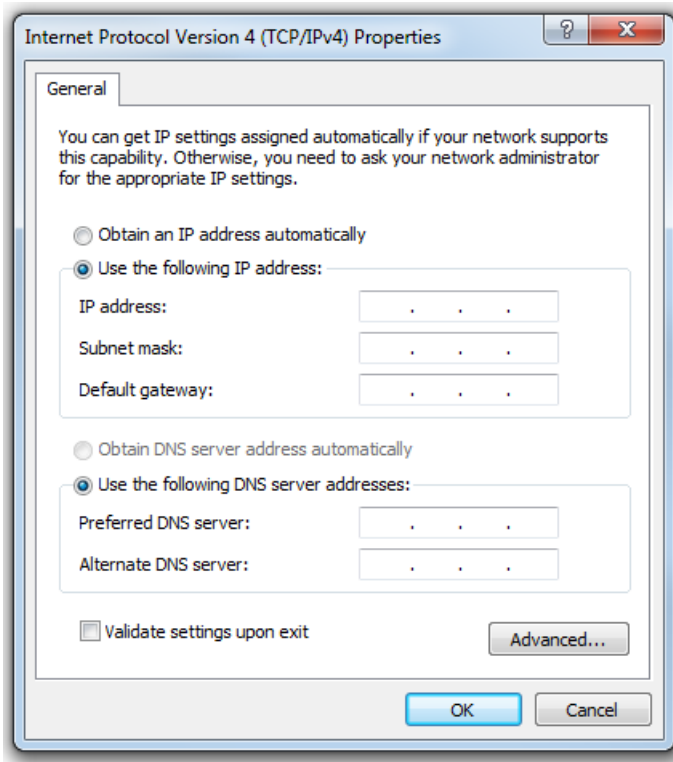 Internet Protocol Version 4 (TCP/IPv4) Properties
?
X
General
You can get IP settings assigned automatically if your network supports
this capability. Otherwise, you need to ask your network administrator
for the appropriate IP settings.
Obtain an IP address automatically
Use the following IP address:
IP address: . . .
Subnet mask: . . .
Default gateway: . . .
Obtain DNS server address automatically
Use the following DNS server addresses:
Preferred DNS server: . . .
Alternate DNS server: . . .
Validate settings upon exit
Advanced...
OK Cancel